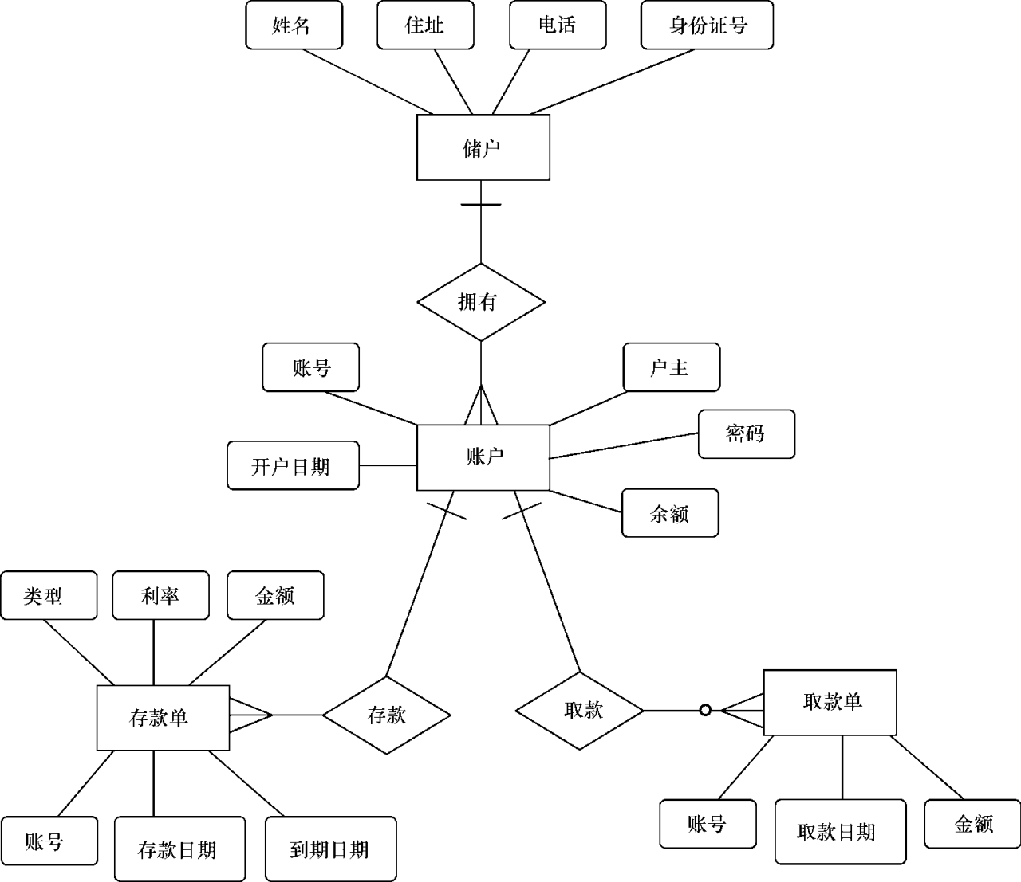 姓名
住址
电话
身份证号
储户
拥有
账号
户主
密码
账户
开户日期
余额
类型
利率
金额
存款单
存款
取款
取款单
账号
存款日期
到期日期
账号
取款日期
金额